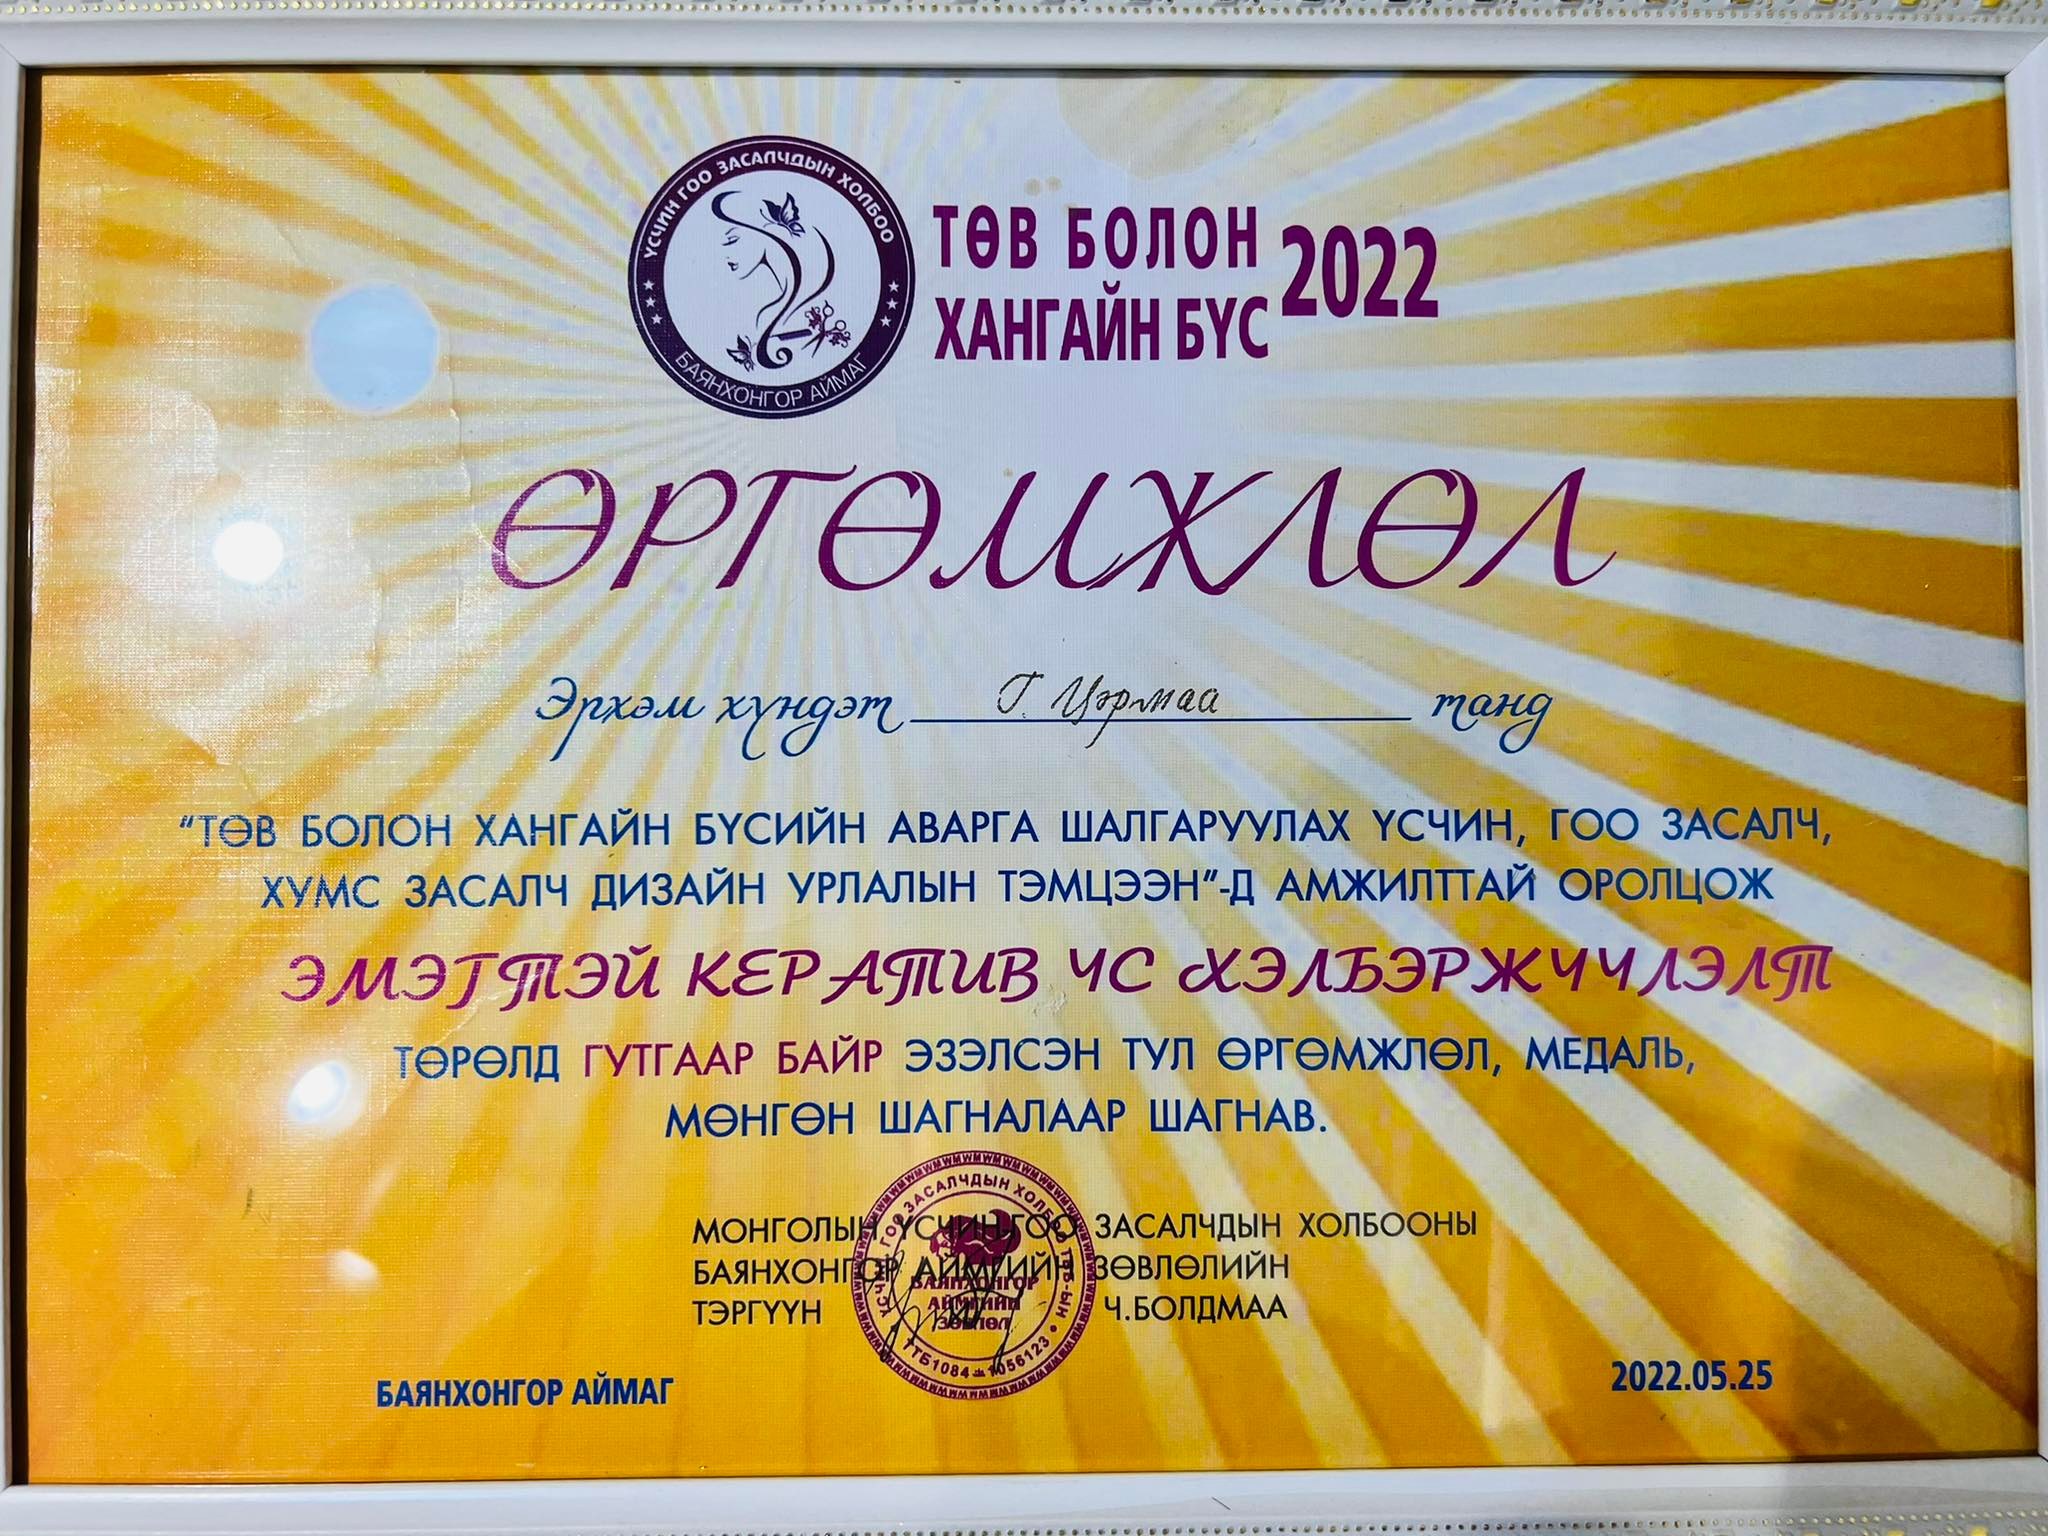 ҮСЧИН ГОО ЗАСАЛЧДЫН ХОЛБОО
БАЯНХОНГОР АЙМАГ
ТӨВ БОЛОН
ХАНГАЙН БҮС 2022
ӨРГӨМЖЛӨЛ
Эрхэм хүндэт Г. Цэрмаа танд
"ТӨВ БОЛОН ХАНГАЙН БҮСИЙН АВАРГА ШАЛГАРУУЛАХ ҮСЧИН, ГОО ЗАСАЛЧ,
ХУМС ЗАСАЛЧ ДИЗАЙН УРЛАЛЫН ТЭМЦЭЭН"-Д АМЖИЛТТАЙ ОРОЛЦОЖ
ЭМЭГТЭЙ КЕРАТИВ ЧС ХЭЛБЭРЖЧЧЛЭЛТ
ТӨРӨЛД ГУТГААР БАЙР ЭЗЭЛСЭН ТУЛ ӨРГӨМЖЛӨЛ, МЕДАЛЬ,
МӨНГӨН ШАГНАЛААР ШАГНАВ.
МОНГОЛЫН ҮСЧИН ГОО ЗАСАЛЧДЫН ХОЛБООНЫ
БАЯНХОНГОР АЙМГИЙН ЗӨВЛӨЛИЙН
ТЭРГҮҮН Ч.БОЛДМАА
ҮСЧИН ГОО ЗАСАЛЧДЫН ХОЛБОО ТББ-ЫН
БАЯНХОНГОР
АЙМГИЙН
ЗӨВЛӨЛ
ТТБ1084 1056123
БАЯНХОНГОР АЙМАГ 2022.05.25